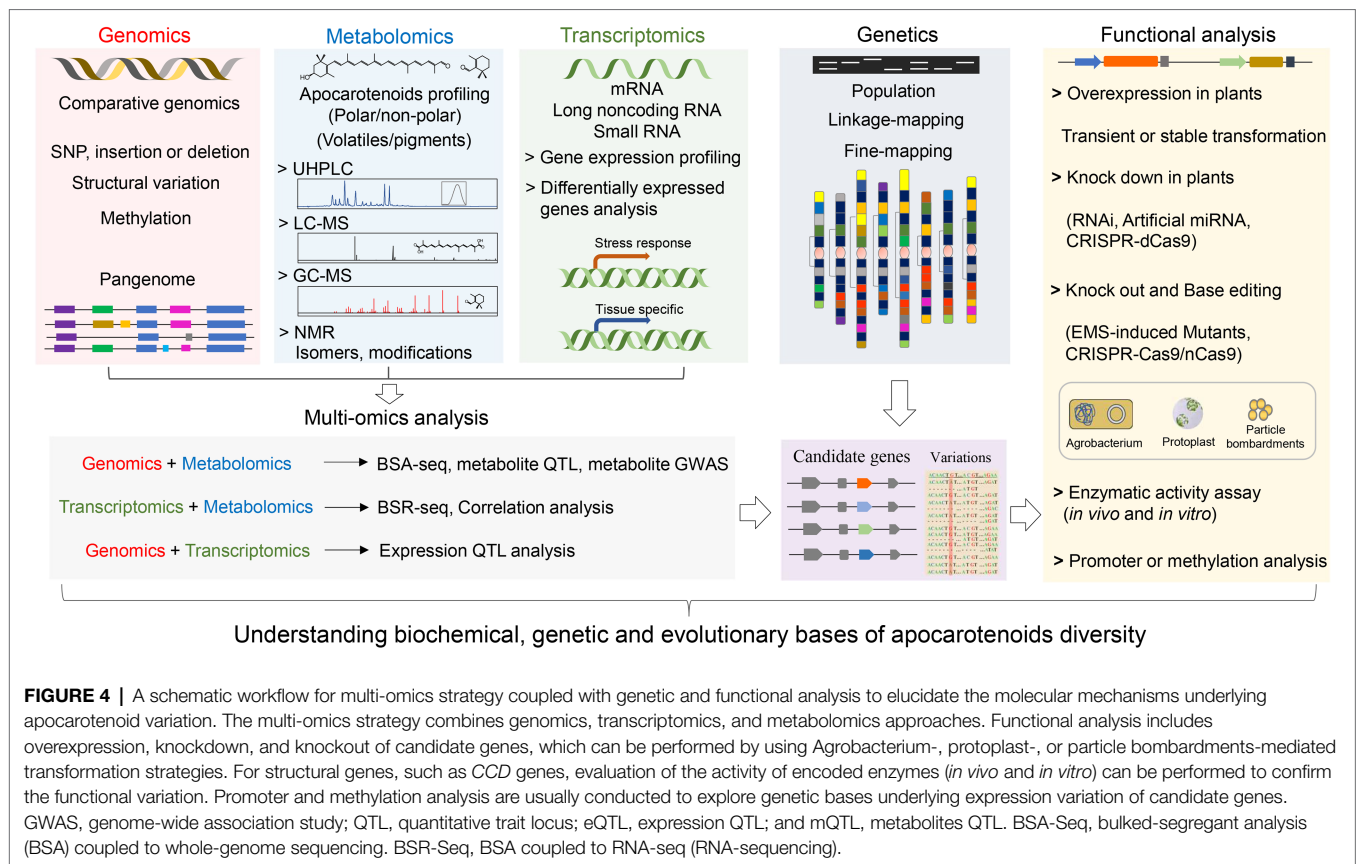 Genomics
Comparative genomics
SNP, insertion or deletion
Structural variation
Methylation
Pangenome
Metabolomics
HO
O
O
Apocarotenoids profiling
(Polar/non-polar)
(Volatiles/pigments)
> UHPLC
> LC-MS
> GC-MS
> NMR
Isomers, modifications
Transcriptomics
mRNA
Long noncoding RNA
Small RNA
> Gene expression profiling
> Differentially expressed
genes analysis
Stress response
Tissue specific
Genetics
Population
Linkage-mapping
Fine-mapping
Functional analysis
> Overexpression in plants
Transient or stable transformation
> Knock down in plants
(RNAi, Artificial miRNA,
CRISPR-dCas9)
> Knock out and Base editing
(EMS-induced Mutants,
CRISPR-Cas9/nCas9)
Agrobacterium
Protoplast
Particle
bombardments
> Enzymatic activity assay
(in vivo and in vitro)
> Promoter or methylation analysis
Multi-omics analysis
Genomics + Metabolomics
BSA-seq, metabolite QTL, metabolite GWAS
Transcriptomics + Metabolomics
BSR-seq, Correlation analysis
Genomics + Transcriptomics
Expression QTL analysis
Candidate genes
Variations
Understanding biochemical, genetic and evolutionary bases of apocarotenoids diversity
FIGURE 4 | A schematic workflow for multi-omics strategy coupled with genetic and functional analysis to elucidate the molecular mechanisms underlying
apocarotenoid variation. The multi-omics strategy combines genomics, transcriptomics, and metabolomics approaches. Functional analysis includes
overexpression, knockdown, and knockout of candidate genes, which can be performed by using Agrobacterium-, protoplast-, or particle bombardments-mediated
transformation strategies. For structural genes, such as CCD genes, evaluation of the activity of encoded enzymes (in vivo and in vitro) can be performed to confirm
the functional variation. Promoter and methylation analysis are usually conducted to explore genetic bases underlying expression variation of candidate genes.
GWAS, genome-wide association study; QTL, quantitative trait locus; eQTL, expression QTL; and mQTL, metabolites QTL. BSA-Seq, bulked-segregant analysis
(BSA) coupled to whole-genome sequencing. BSR-Seq, BSA coupled to RNA-seq (RNA-sequencing).